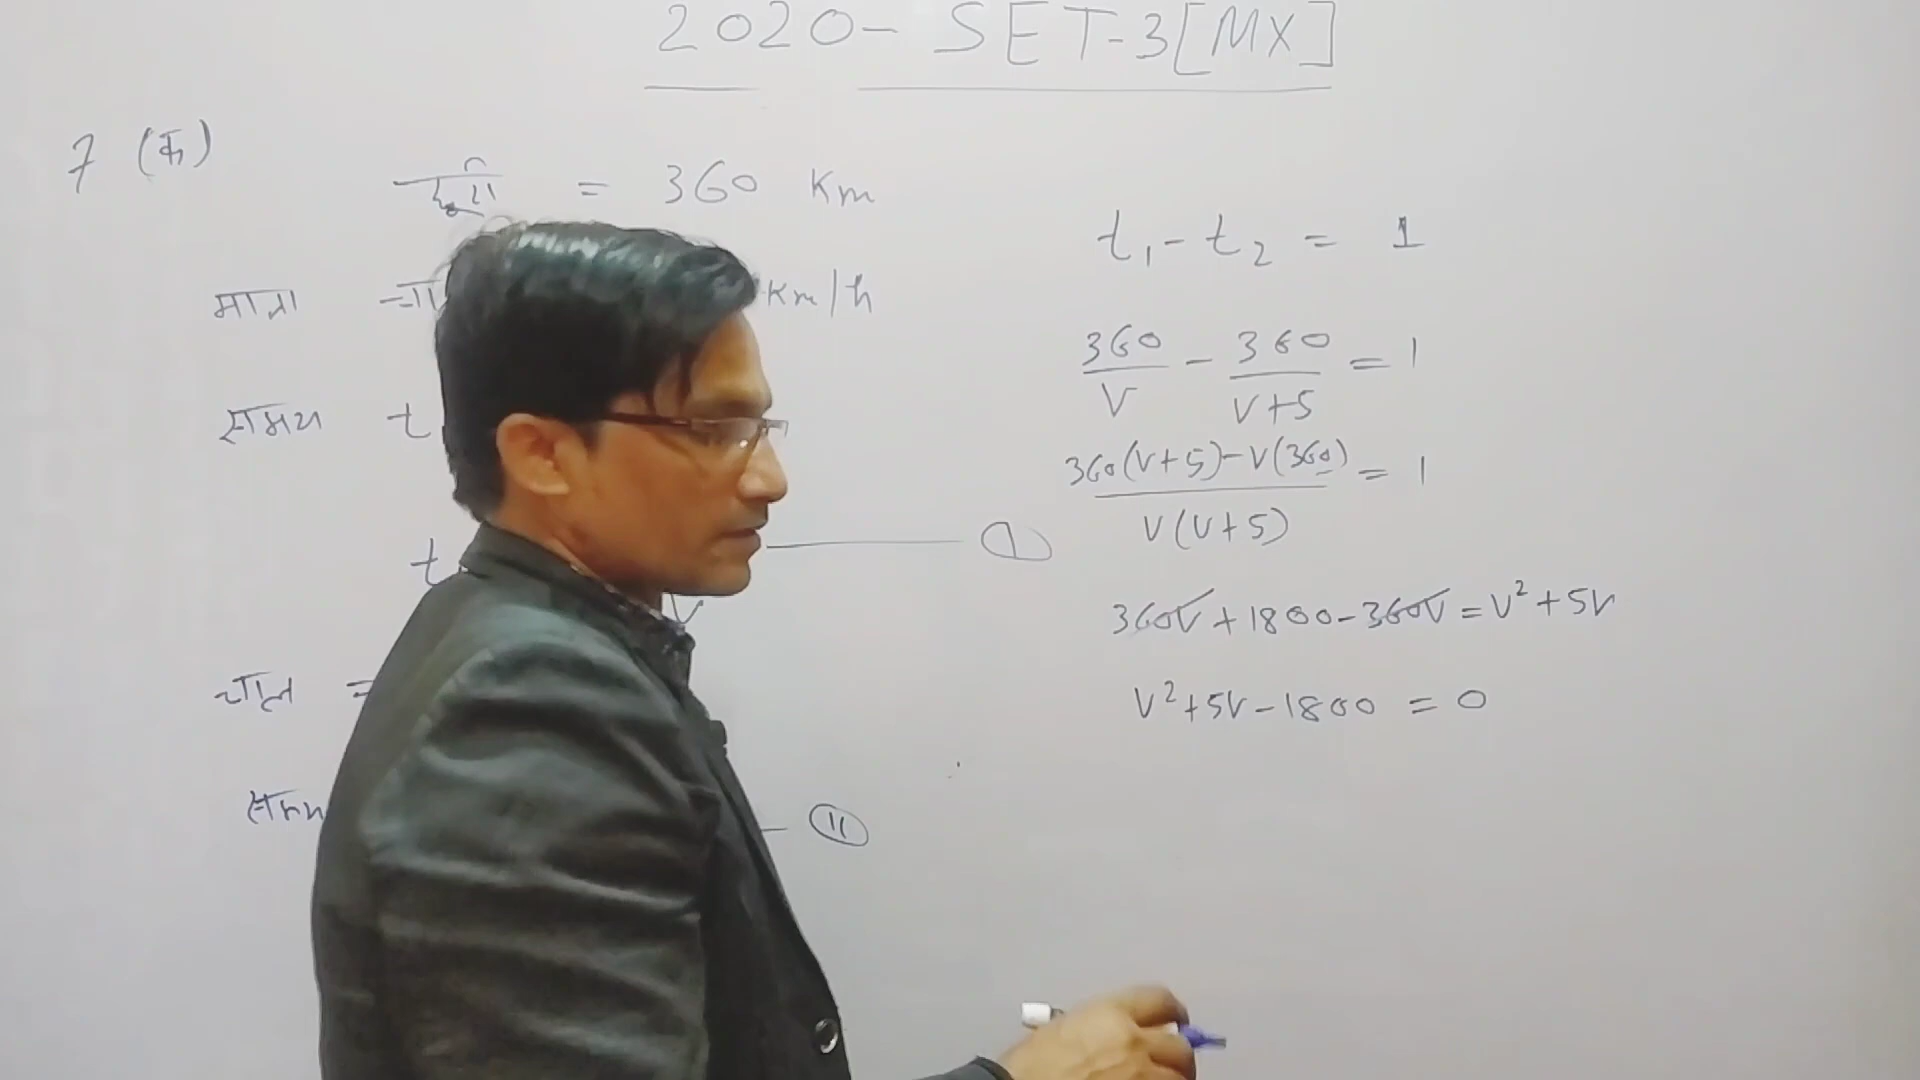 2020- SET-3[MX]
7 (क)
दूरी = 360 Km
माना Km/h
समय t
t
V
चाल =
समय
I
II
t₁ - t₂ = 1
360/V - 360/V+5 = 1
360(V+5)-V(360)/V(V+5) = 1
360V+1800-360V=V²+5V
V²+5V-1800 = 0